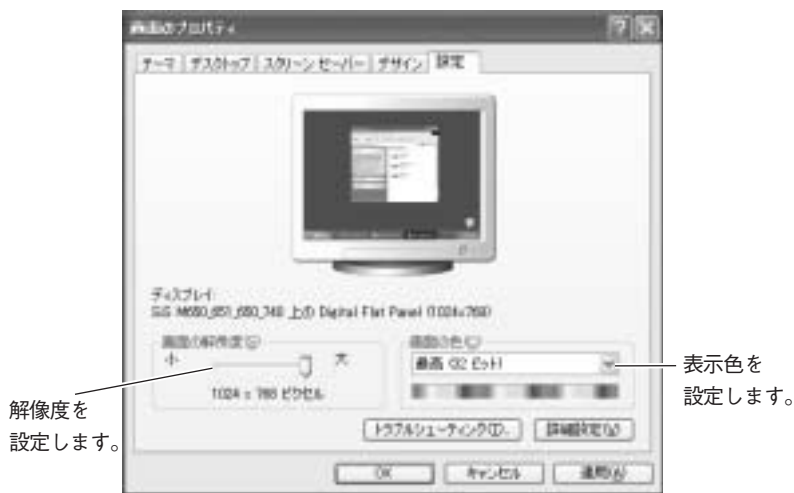 画面のプロパティ
テーマ デスクトップ スクリーン セーバー デザイン 設定
ディスプレイ:
SiS M650,651,680,740 上の Digital Flat Panel (1024x768)
画面の解像度(S)
小 大
1024 x 768 ピクセル
画面の色(C)
最高 (32 ビット)
トラブルシューティング(T)... 詳細設定(V)
OK キャンセル 適用(A)
解像度を
設定します。
表示色を
設定します。